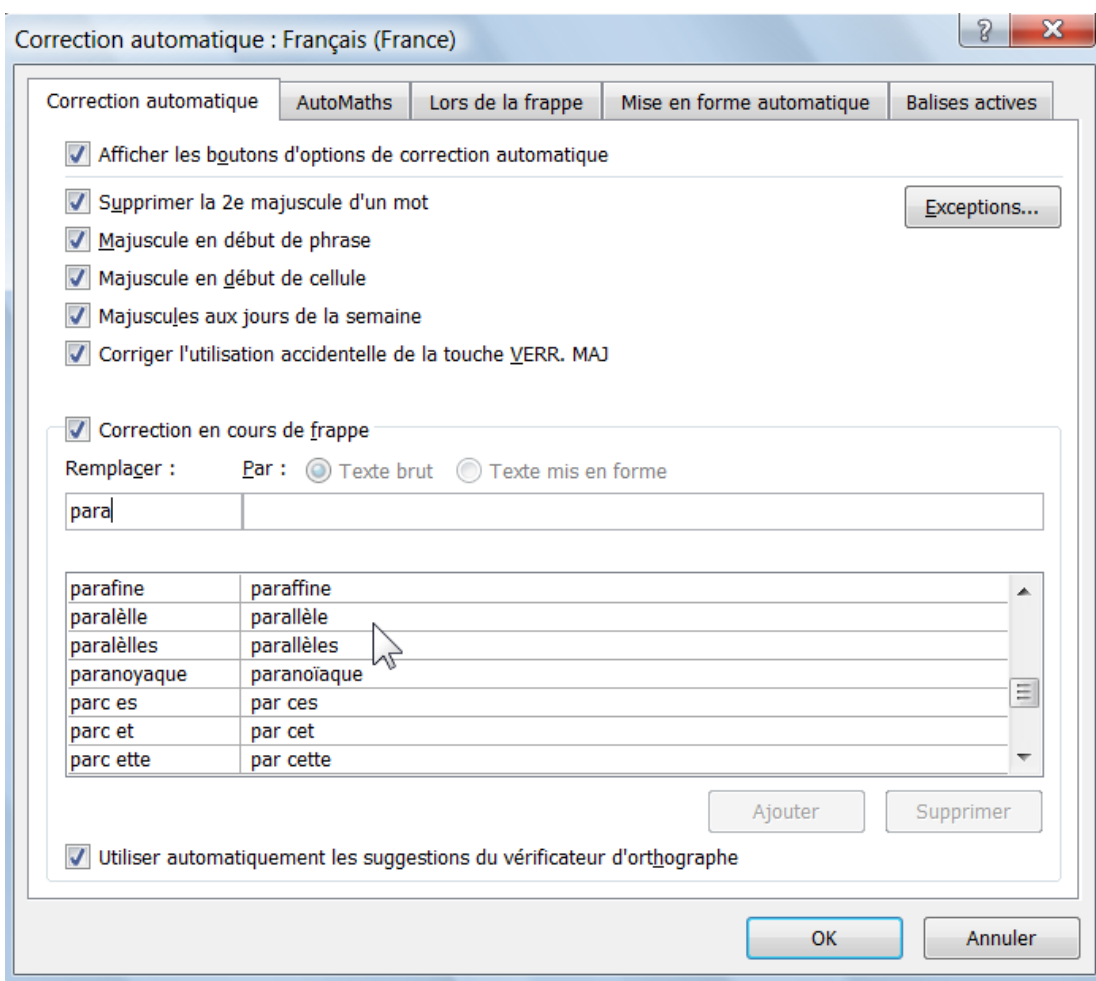 Correction automatique : Français (France)
Correction automatique AutoMaths Lors de la frappe Mise en forme automatique Balises actives
Afficher les boutons d'options de correction automatique
Supprimer la 2e majuscule d'un mot Exceptions...
Majuscule en début de phrase
Majuscule en début de cellule
Majuscules aux jours de la semaine
Corriger l'utilisation accidentelle de la touche VERR. MAJ
Correction en cours de frappe
Remplacer : Par : Texte brut Texte mis en forme
para
parafine paraffine
paralèlle parallèle
paralèlles parallèles
paranoyaque paranoïaque
parc es par ces
parc et par cet
parc ette par cette
Ajouter Supprimer
Utiliser automatiquement les suggestions du vérificateur d'orthographe
OK Annuler